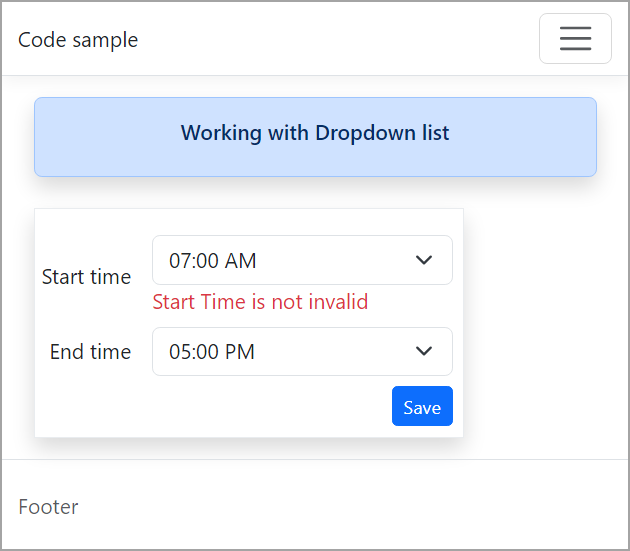 Code sample
Working with Dropdown list
Start time
07:00 AM
Start Time is not invalid
End time
05:00 PM
Save
Footer